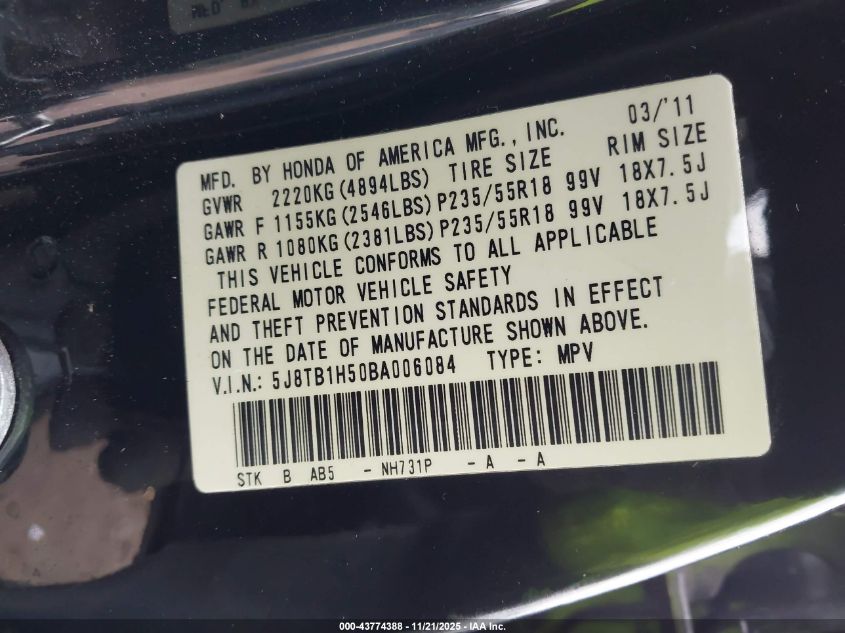 MFD. BY HONDA OF AMERICA MFG., INC. 03/'11
GVWR 2220KG(4894LBS) TIRE SIZE RIM SIZE
GAWR F 1155KG(2546LBS) P235/55R18 99V 18X7.5J
GAWR R 1080KG(2381LBS) P235/55R18 99V 18X7.5J
THIS VEHICLE CONFORMS TO ALL APPLICABLE
FEDERAL MOTOR VEHICLE SAFETY
AND THEFT PREVENTION STANDARDS IN EFFECT
ON THE DATE OF MANUFACTURE SHOWN ABOVE.
V.I.N.: 5J8TB1H50BA006084 TYPE: MPV
STK B AB5 - NH731P - A - A
000-43774388 - 11/21/2025 - IAA Inc.